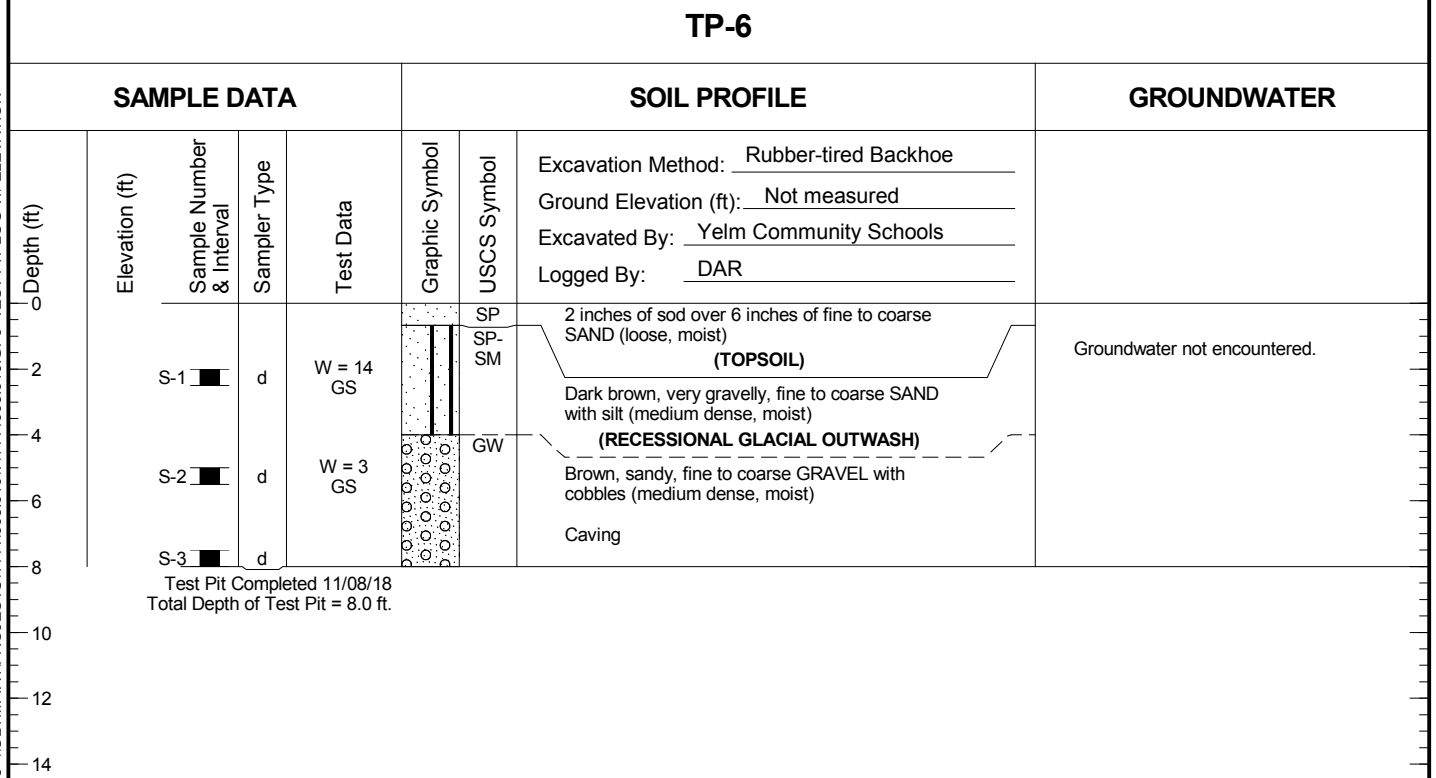 TP-6
SAMPLE DATA
SOIL PROFILE
GROUNDWATER
Depth (ft)
Elevation (ft)
Sample Number
& Interval
Sampler Type
Test Data
Graphic Symbol
USCS Symbol
Excavation Method: Rubber-tired Backhoe
Ground Elevation (ft): Not measured
Excavated By: Yelm Community Schools
Logged By: DAR
0
SP
2 inches of sod over 6 inches of fine to coarse
SAND (loose, moist)
(TOPSOIL)
SP-
SM
Groundwater not encountered.
2
S-1
d
W = 14
GS
Dark brown, very gravelly, fine to coarse SAND
with silt (medium dense, moist)
(RECESSIONAL GLACIAL OUTWASH)
4
GW
S-2
d
W = 3
GS
Brown, sandy, fine to coarse GRAVEL with
cobbles (medium dense, moist)
6
Caving
S-3
d
8
Test Pit Completed 11/08/18
Total Depth of Test Pit = 8.0 ft.
10
12
14